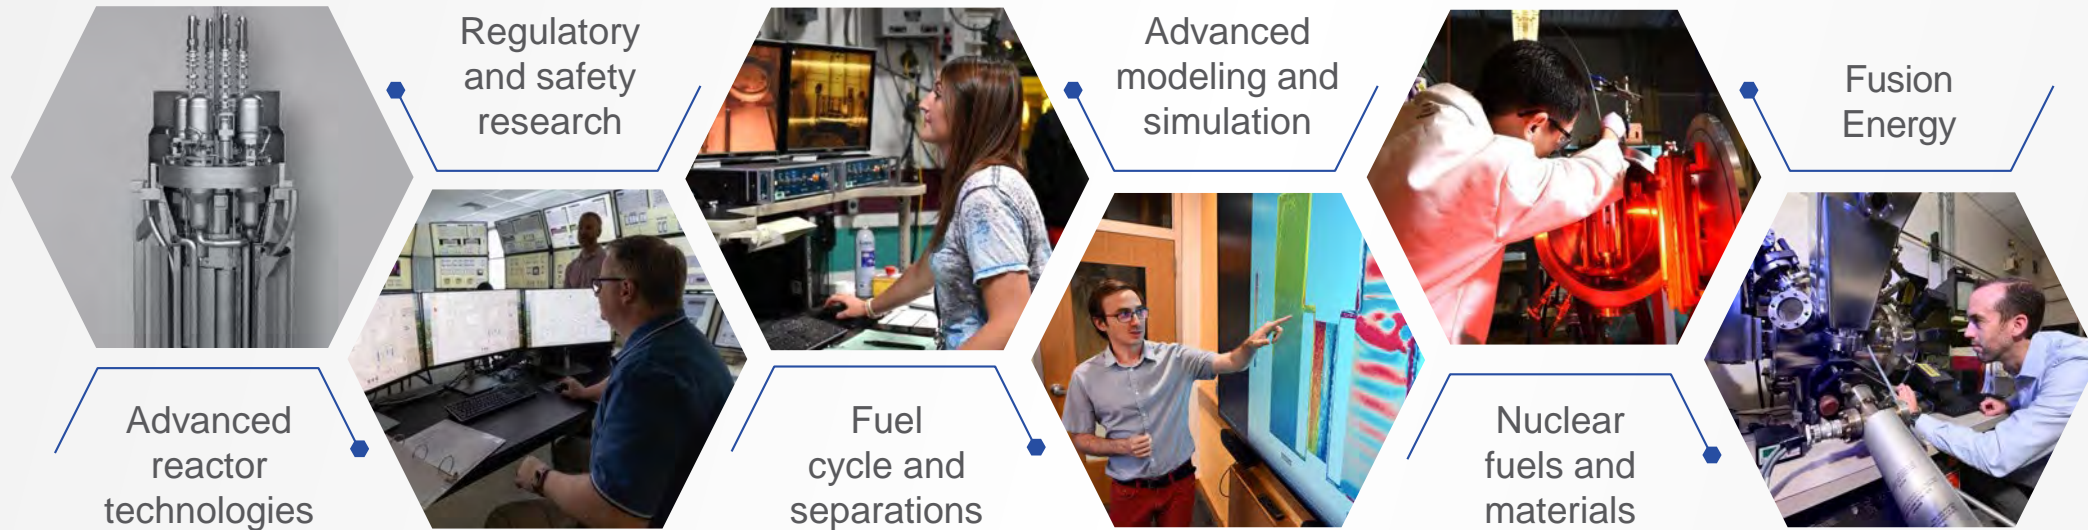 Regulatory
and safety
research
Advanced
modeling and
simulation
Fusion
Energy
Advanced
reactor
technologies
Fuel
cycle and
separations
Nuclear
fuels and
materials